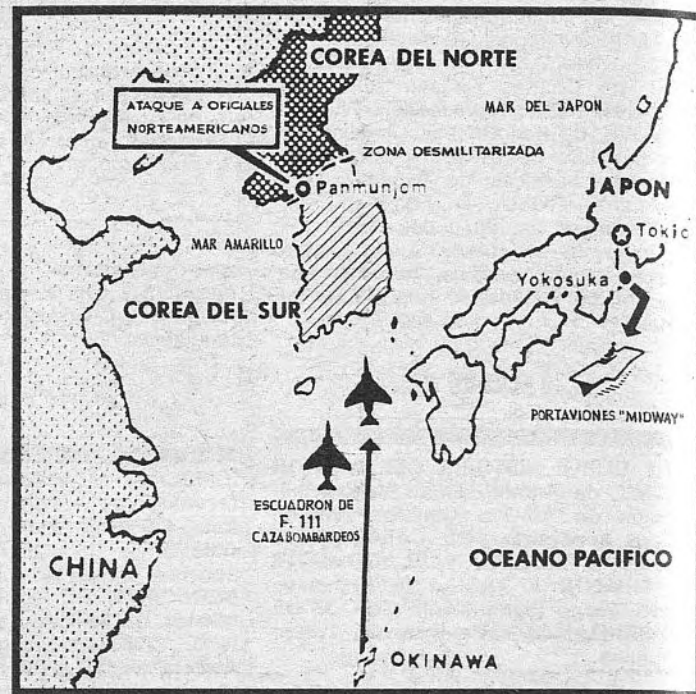 COREA DEL NORTE
ATAQUE A OFICIALES
NORTEAMERICANOS
MAR DEL JAPON
ZONA DESMILITARIZADA
Panmunjom
JAPON
Tokic
MAR AMARILLO
Yokosuka
COREA DEL SUR
PORTAVIONES "MIDWAY"
ESCUADRON DE
F. 111
CAZABOMBARDEOS
CHINA
OCEANO PACIFICO
OKINAWA